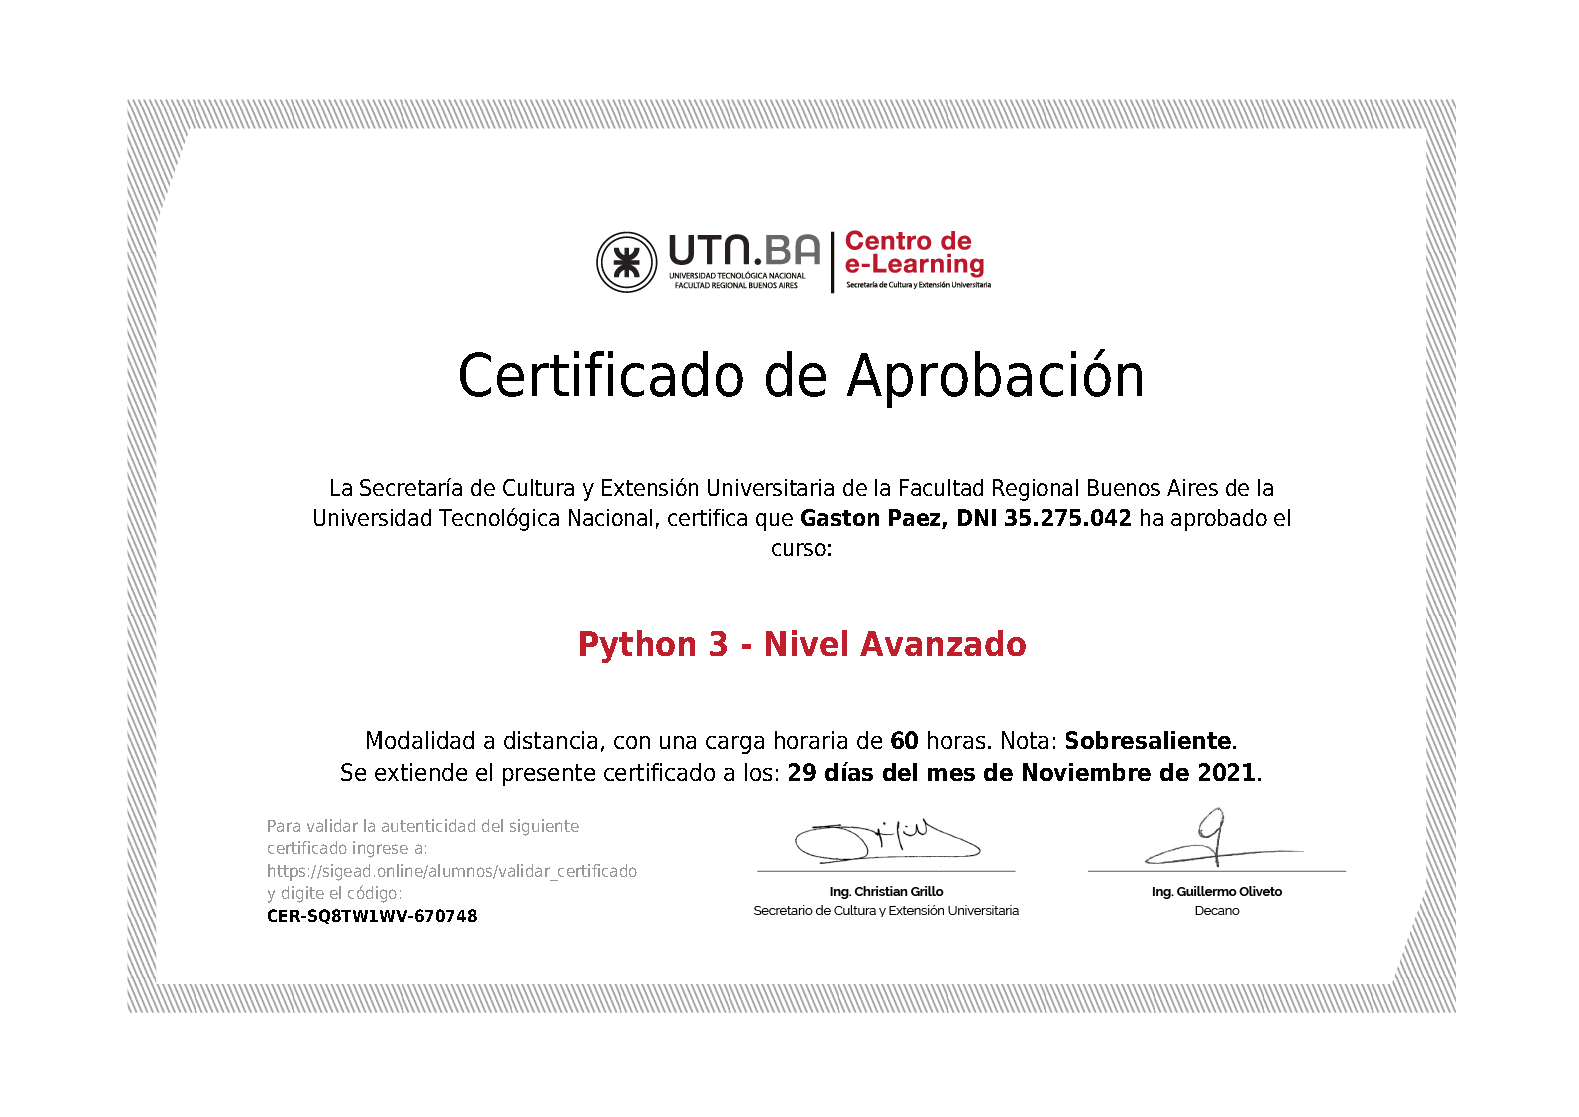 UTN.BA
UNIVERSIDAD TECNOLÓGICA NACIONAL
FACULTAD REGIONAL BUENOS AIRES
Centro de
e-Learning
Secretaría de Cultura y Extensión Universitaria
Certificado de Aprobación
La Secretaría de Cultura y Extensión Universitaria de la Facultad Regional Buenos Aires de la
Universidad Tecnológica Nacional, certifica que Gaston Paez, DNI 35.275.042 ha aprobado el
curso:
Python 3 - Nivel Avanzado
Modalidad a distancia, con una carga horaria de 60 horas. Nota: Sobresaliente.
Se extiende el presente certificado a los: 29 días del mes de Noviembre de 2021.
Para validar la autenticidad del siguiente
certificado ingrese a:
https://sigead.online/alumnos/validar_certificado
y digite el código:
CER-SQ8TW1WV-670748
Ing. Christian Grillo
Secretario de Cultura y Extensión Universitaria
Ing. Guillermo Oliveto
Decano